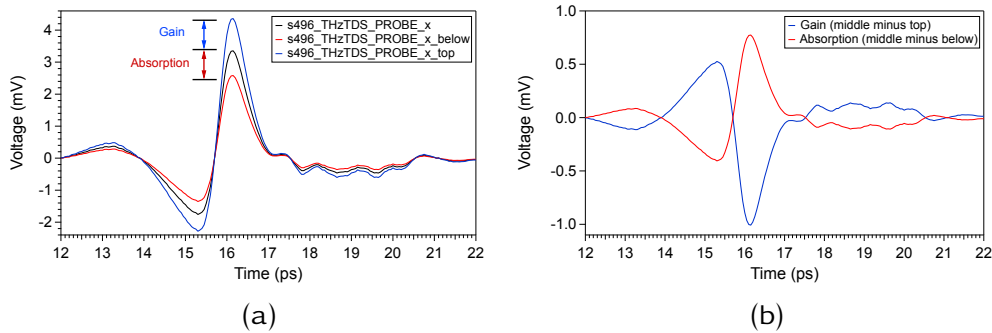 Gain
Absorption
s496_THzTDS_PROBE_x
s496_THzTDS_PROBE_x_below
s496_THzTDS_PROBE_x_top
Voltage (mV)
4
3
2
1
0
-1
-2
12 13 14 15 16 17 18 19 20 21 22
Time (ps)
(a)
Gain (middle minus top)
Absorption (middle minus below)
Voltage (mV)
1.0
0.5
0.0
-0.5
-1.0
12 13 14 15 16 17 18 19 20 21 22
Time (ps)
(b)